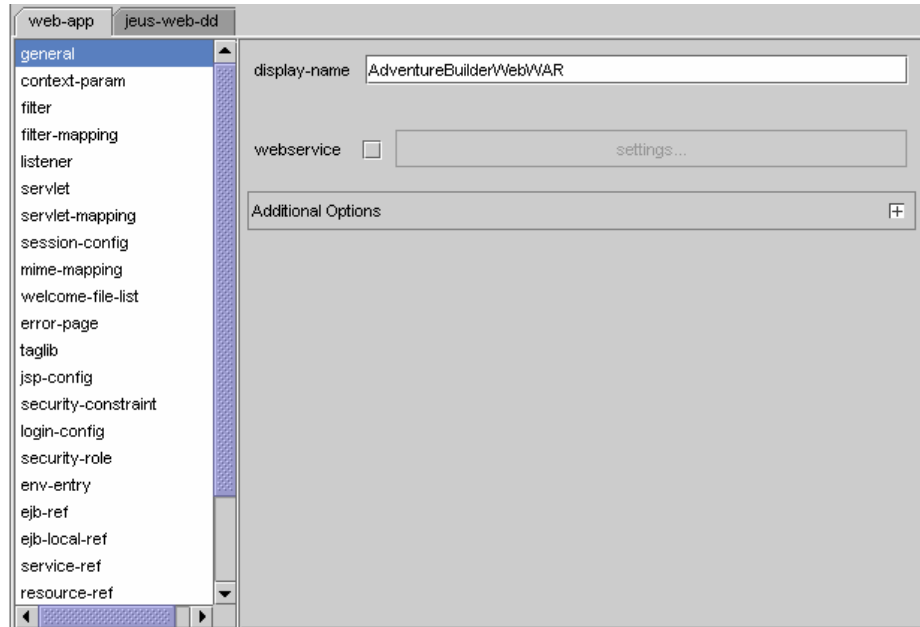 web-app
jeus-web-dd
general
context-param
filter
filter-mapping
listener
servlet
servlet-mapping
session-config
mime-mapping
welcome-file-list
error-page
taglib
jsp-config
security-constraint
login-config
security-role
env-entry
ejb-ref
ejb-local-ref
service-ref
resource-ref
display-name AdventureBuilderWebWAR
webservice settings...
Additional Options